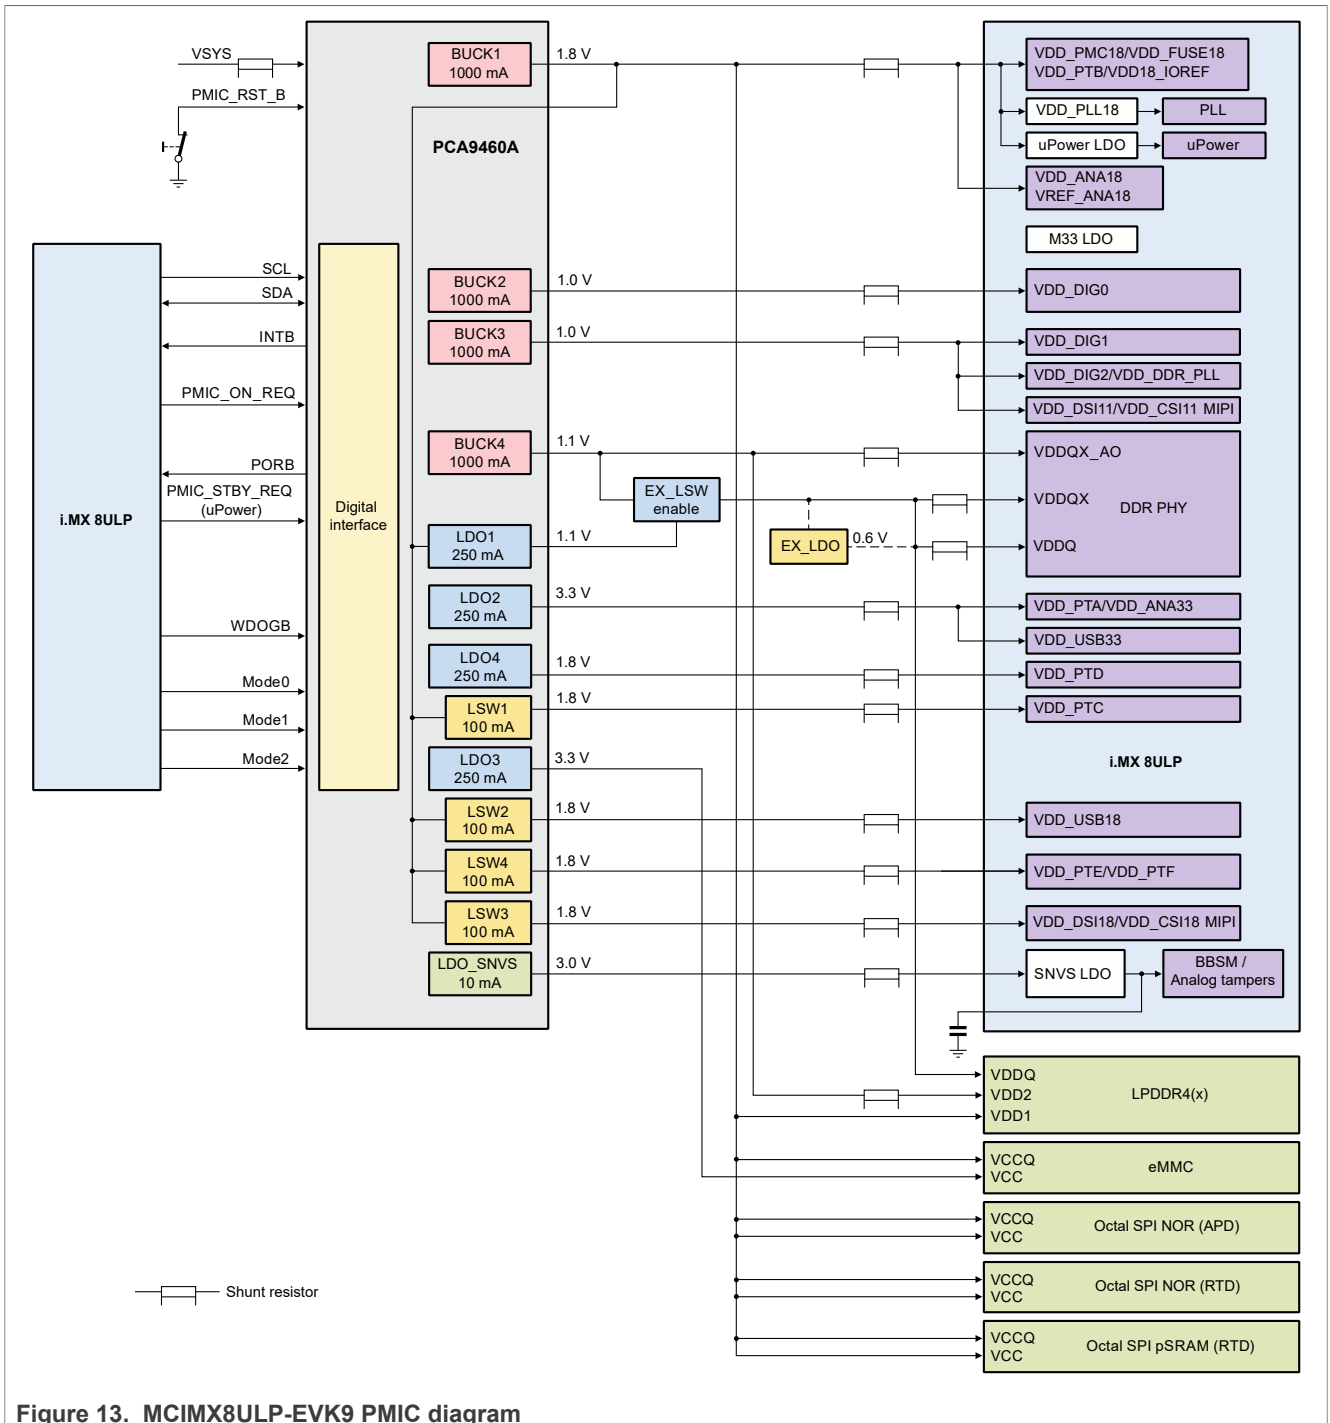 VSYS
PMIC_RST_B
BUCK1
1000 mA
1.8 V
PCA9460A
VDD_PMC18/VDD_FUSE18
VDD_PTB/VDD18_IOREF
VDD_PLL18
PLL
uPower LDO
uPower
VDD_ANA18
VREF_ANA18
M33 LDO
i.MX 8ULP
SCL
SDA
INTB
PMIC_ON_REQ
PORB
PMIC_STBY_REQ
(uPower)
WDOGB
Mode0
Mode1
Mode2
Digital
interface
BUCK2
1000 mA
1.0 V
VDD_DIG0
BUCK3
1000 mA
1.0 V
VDD_DIG1
VDD_DIG2/VDD_DDR_PLL
VDD_DSI11/VDD_CSI11 MIPI
BUCK4
1000 mA
1.1 V
VDDQX_AO
EX_LSW
enable
VDDQX
DDR PHY
LDO1
250 mA
1.1 V
EX_LDO
0.6 V
VDDQ
LDO2
250 mA
3.3 V
VDD_PTA/VDD_ANA33
VDD_USB33
LDO4
250 mA
1.8 V
VDD_PTD
LSW1
100 mA
1.8 V
VDD_PTC
LDO3
250 mA
3.3 V
i.MX 8ULP
LSW2
100 mA
1.8 V
VDD_USB18
LSW4
100 mA
1.8 V
VDD_PTE/VDD_PTF
LSW3
100 mA
1.8 V
VDD_DSI18/VDD_CSI18 MIPI
LDO_SNVS
10 mA
3.0 V
SNVS LDO
BBSM /
Analog tampers
VDDQ
VDD2
VDD1
LPDDR4(x)
VCCQ
VCC
eMMC
VCCQ
VCC
Octal SPI NOR (APD)
VCCQ
VCC
Octal SPI NOR (RTD)
VCCQ
VCC
Octal SPI pSRAM (RTD)
Shunt resistor
Figure 13. MCIMX8ULP-EVK9 PMIC diagram